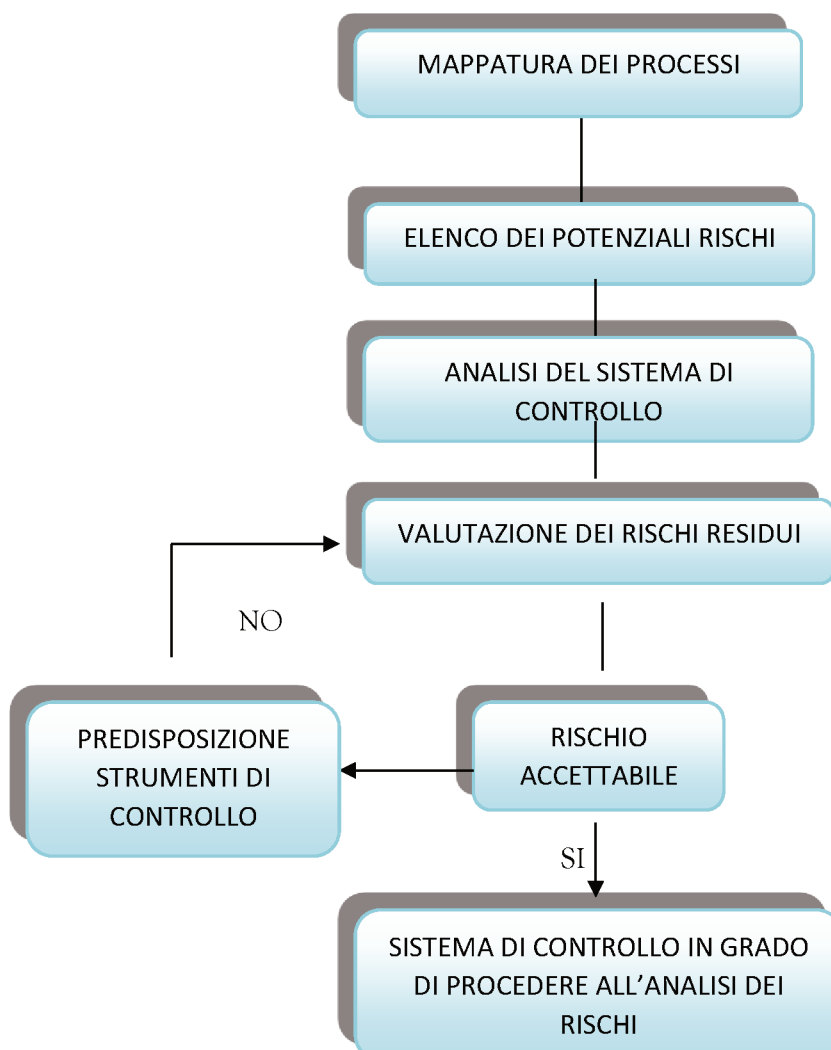 MAPPATURA DEI PROCESSI
ELENCO DEI POTENZIALI RISCHI
ANALISI DEL SISTEMA DI
CONTROLLO
VALUTAZIONE DEI RISCHI RESIDUI
NO
PREDISPOSIZIONE
STRUMENTI DI
CONTROLLO
RISCHIO
ACCETTABILE
SI
SISTEMA DI CONTROLLO IN GRADO
DI PROCEDERE ALL’ANALISI DEI
RISCHI